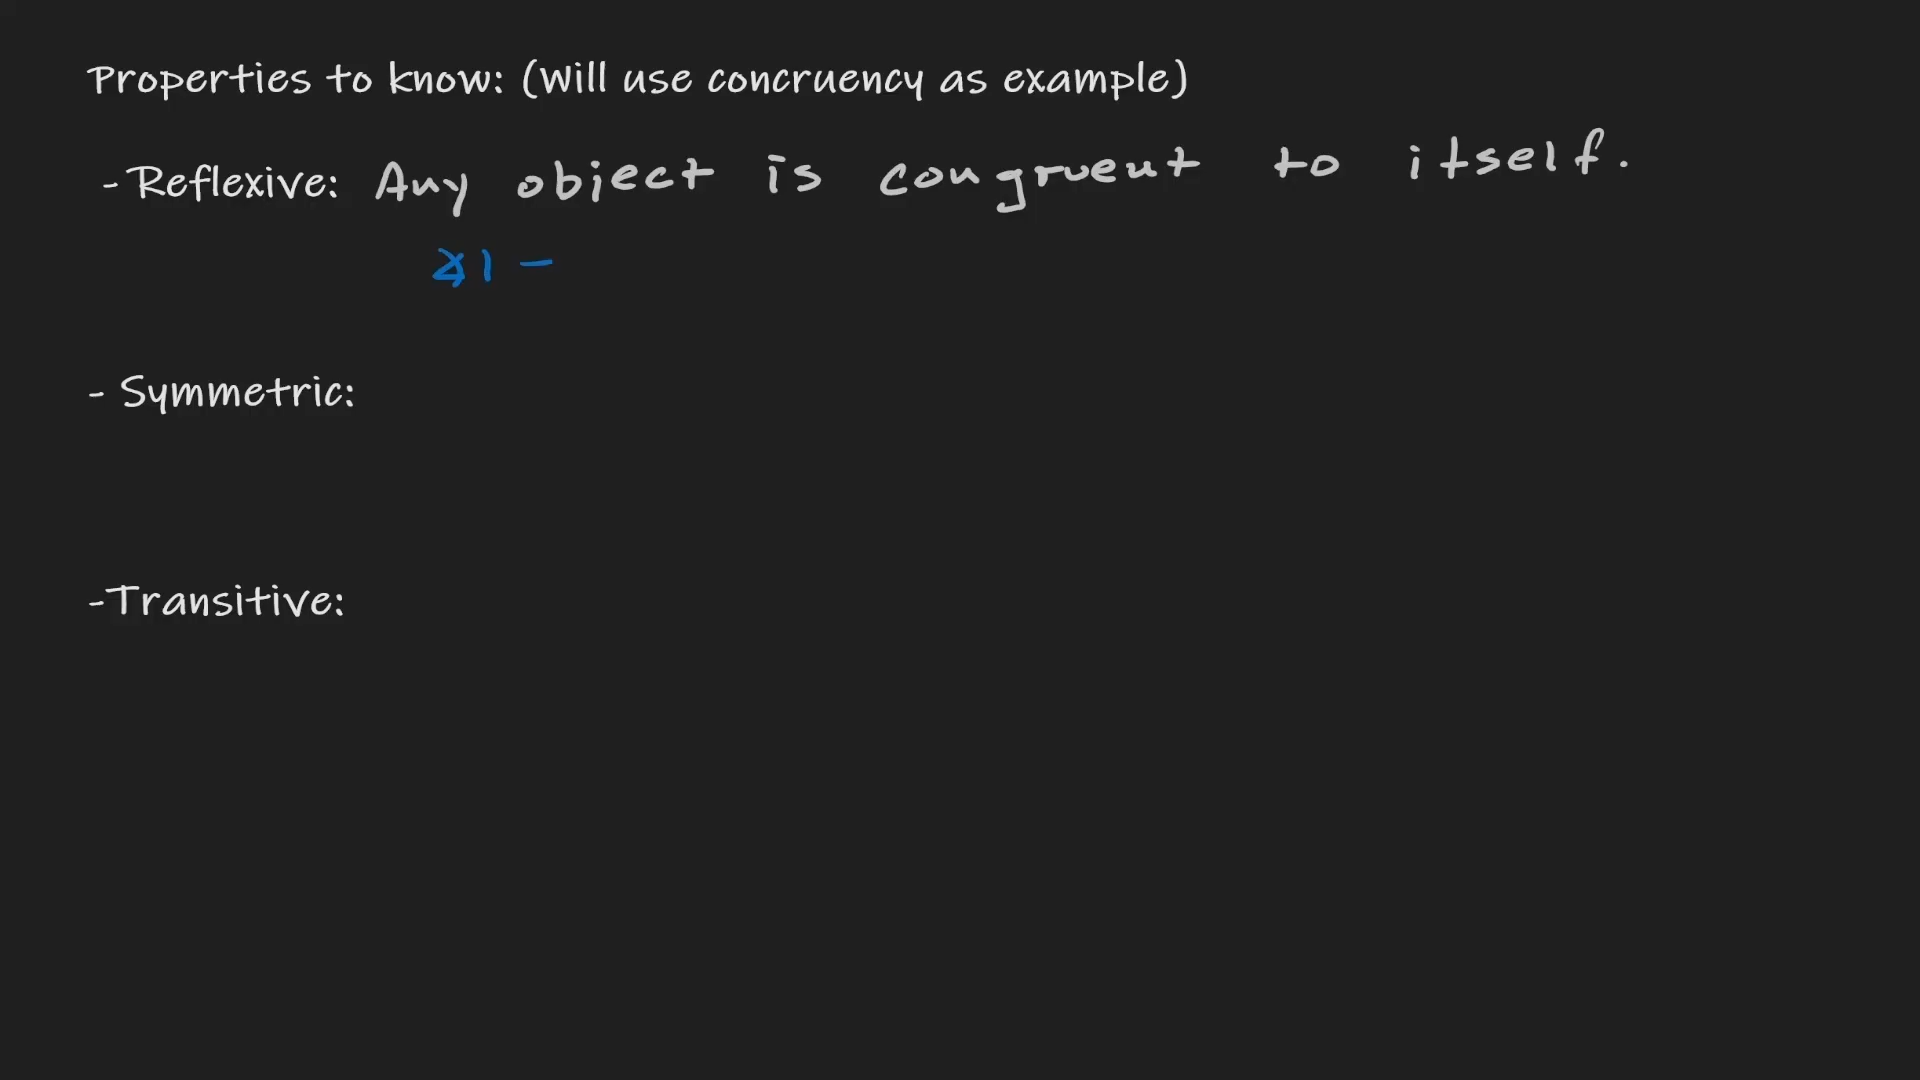 Properties to know: (Will use concruency as example)
- Reflexive: Any object is congruent to itself.
∡1 −
- Symmetric:
-Transitive: